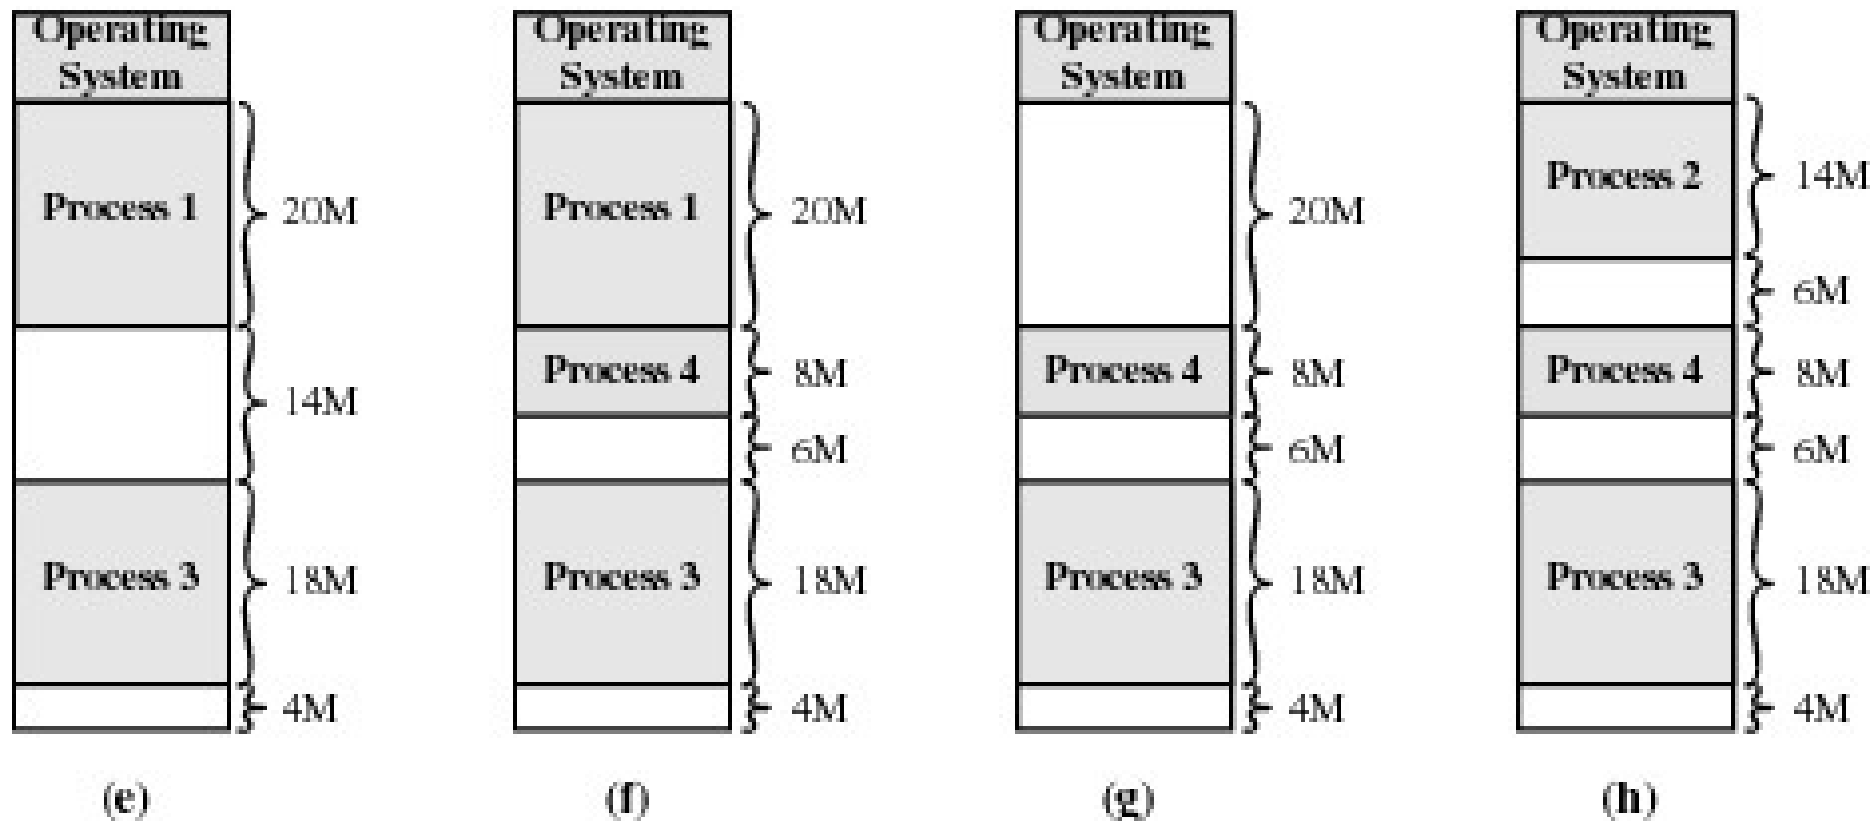 Operating
System
Process 1
20M
14M
Process 3
18M
4M
(e)
Operating
System
Process 1
20M
Process 4
8M
6M
Process 3
18M
4M
(f)
Operating
System
20M
Process 4
8M
6M
Process 3
18M
4M
(g)
Operating
System
Process 2
14M
6M
Process 4
8M
6M
Process 3
18M
4M
(h)